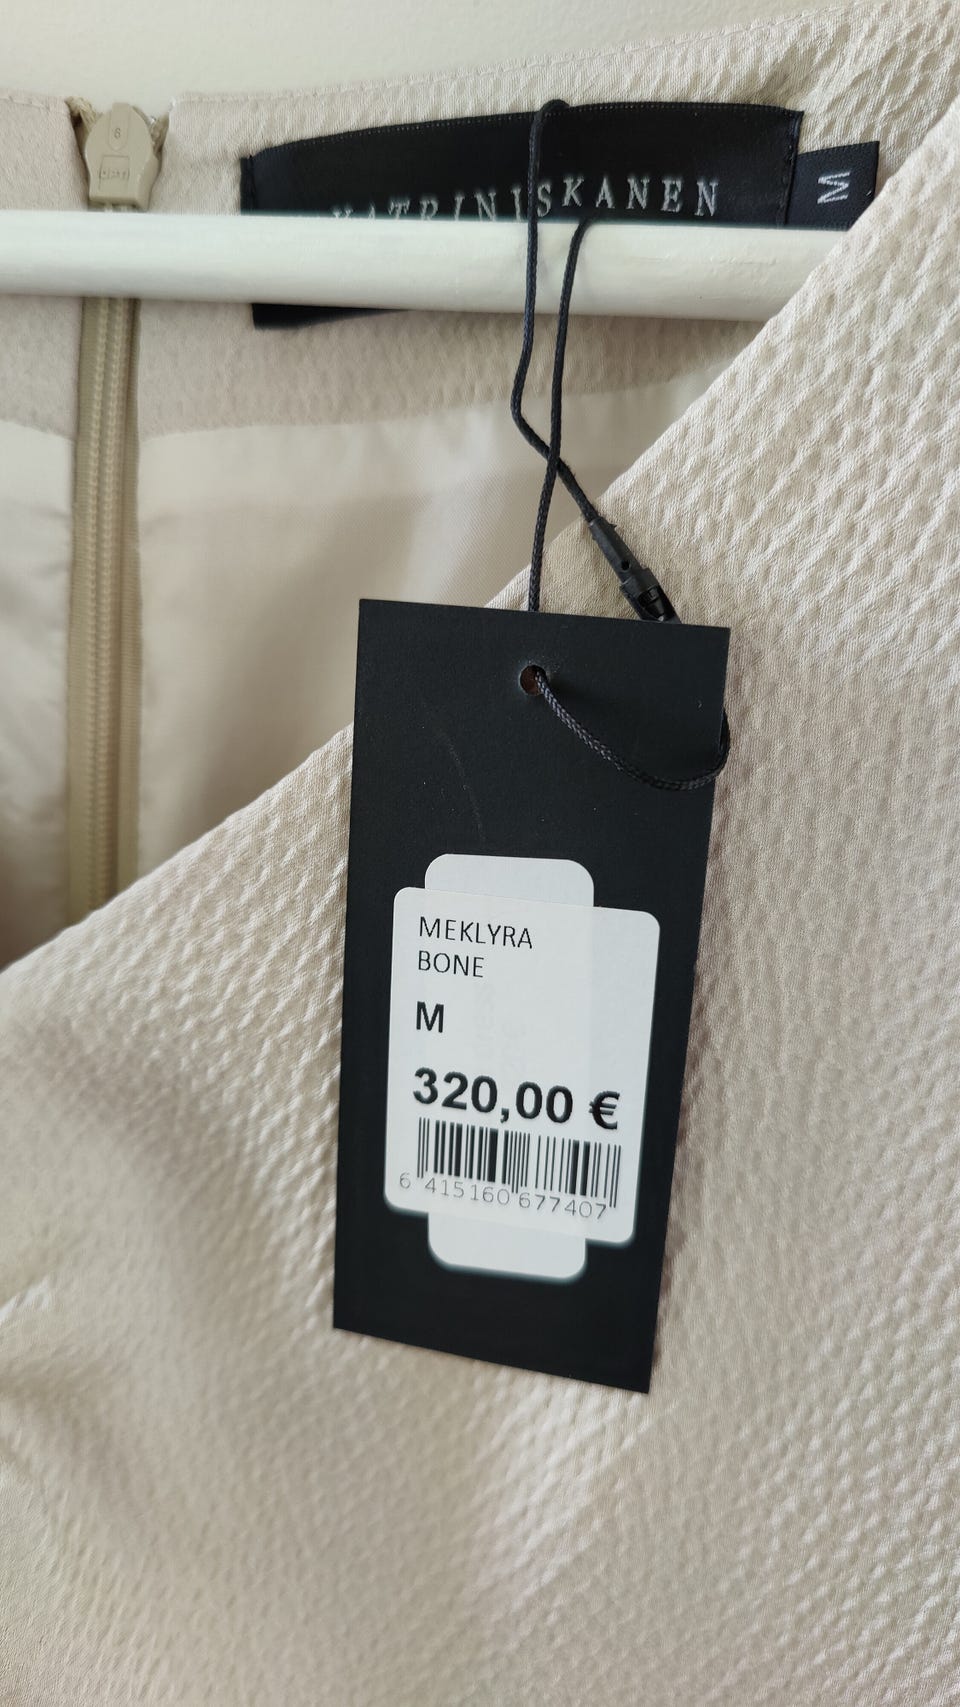 KATRINISKANEN
M
MEKLYRA
BONE
M
320,00 €
6 415160 677407